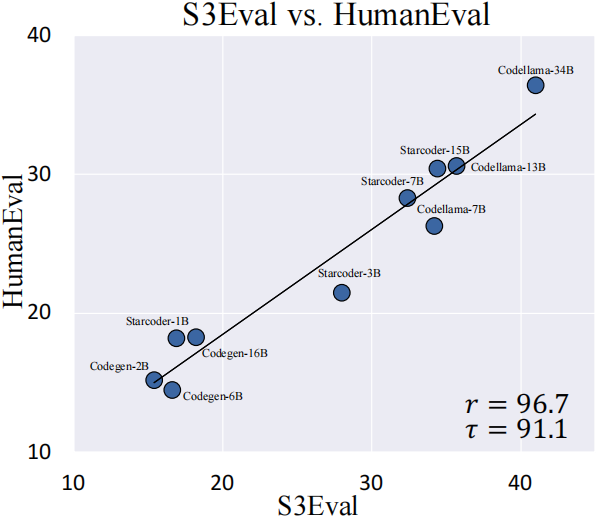 S3Eval vs. HumanEval
40
Codellama-34B
Starcoder-15B
30
Codellama-13B
Starcoder-7B
Codellama-7B
HumanEval
Starcoder-3B
20
Starcoder-1B
Codegen-16B
Codegen-2B
Codegen-6B
r = 96.7
τ = 91.1
10
10
20
30
40
S3Eval